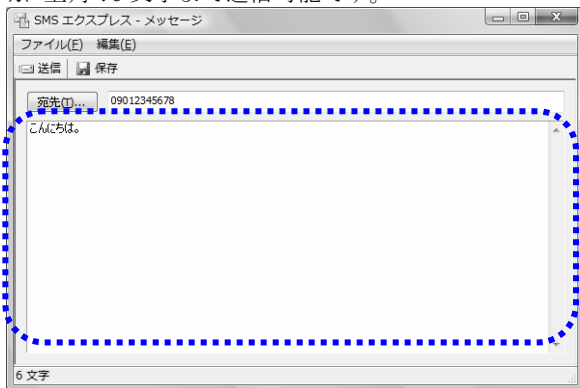 SMS エクスプレス - メッセージ
ファイル(F) 編集(E)
送信 保存
宛先(T)... 09012345678
こんにちは。
6 文字